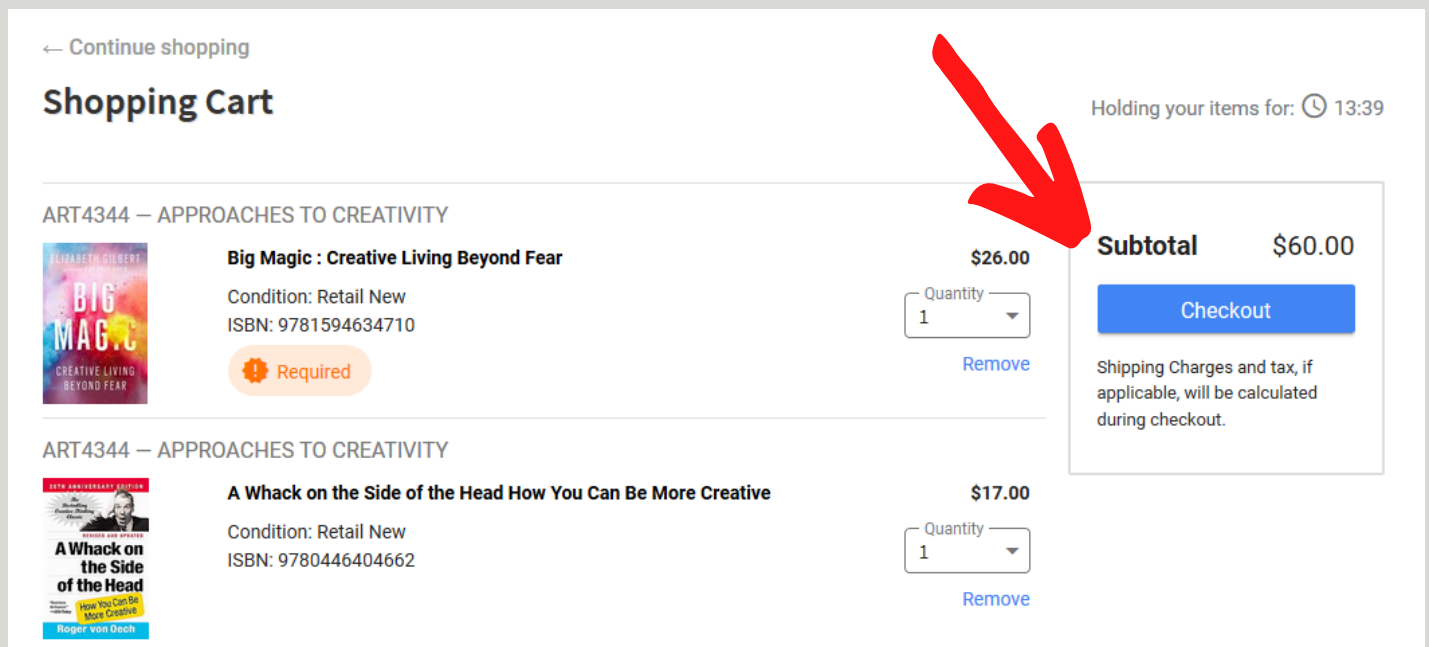 ← Continue shopping
Shopping Cart
Holding your items for: 13:39
ART4344 — APPROACHES TO CREATIVITY
ELIZABETH GILBERT
BIG
MAGIC
CREATIVE LIVING
BEYOND FEAR
Big Magic : Creative Living Beyond Fear
$26.00
Condition: Retail New
ISBN: 9781594634710
Required
Quantity
1
Remove
Subtotal $60.00
Checkout
Shipping Charges and tax, if
applicable, will be calculated
during checkout.
ART4344 — APPROACHES TO CREATIVITY
25TH ANNIVERSARY EDITION
The
Bestselling
Creative Thinking
Classic
REVISED AND UPDATED
A Whack on
the Side
of the Head
How You Can Be
More Creative
Roger von Oech
A Whack on the Side of the Head How You Can Be More Creative
$17.00
Condition: Retail New
ISBN: 9780446404662
Quantity
1
Remove